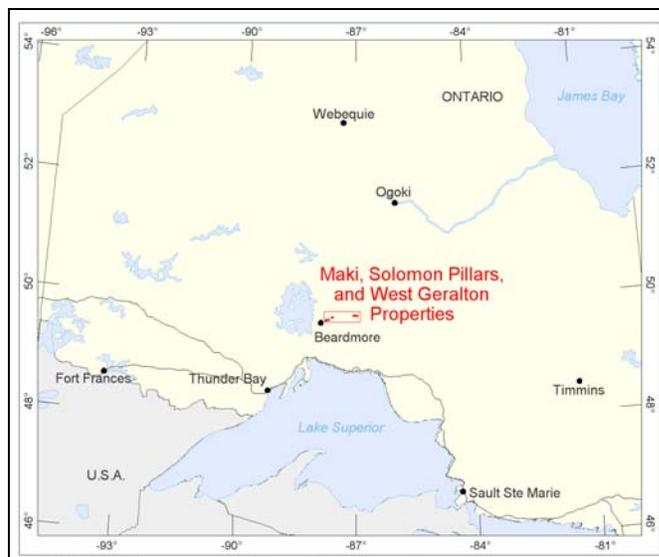 -96° -93° -90° -87° -84° -81°
54° 54°
ONTARIO
James Bay
Webequie
52° 52°
Ogoki
50° 50°
Maki, Solomon Pillars,
and West Geralton
Properties
Beardmore
Fort Frances
Thunder Bay
Timmins
48° 48°
Lake Superior
U.S.A.
Sault Ste Marie
46° 46°
-93° -90° -87° -84° -81°